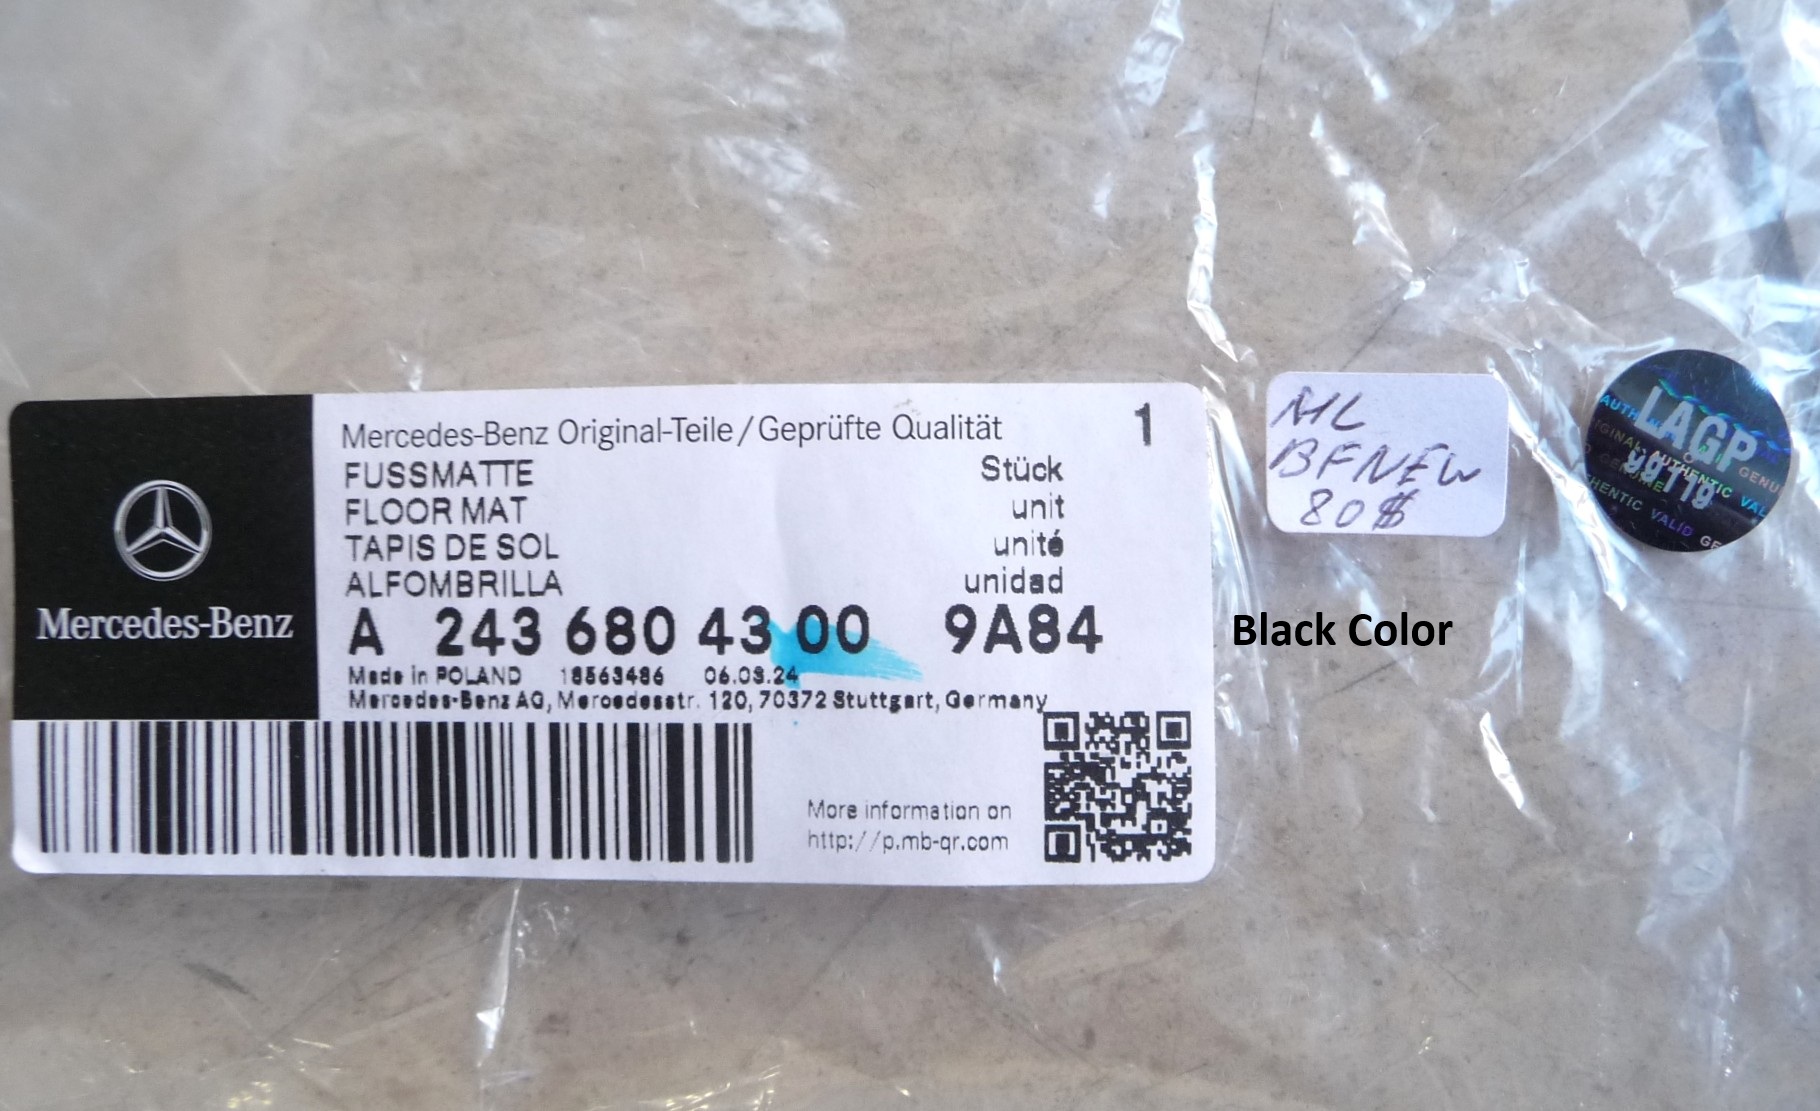 Mercedes-Benz
Mercedes-Benz Original-Teile/Geprüfte Qualität 1
FUSSMATTE Stück
FLOOR MAT unit
TAPIS DE SOL unité
ALFOMBRILLA unidad
A 243 680 43 00 9A84
Made in POLAND 18563486 06.03.24
Mercedes-Benz AG, Mercedesstr. 120, 70372 Stuttgart, Germany
More information on
http://p.mb-qr.com
80$
Black Color
LAGP
AUTHENTIC VALID